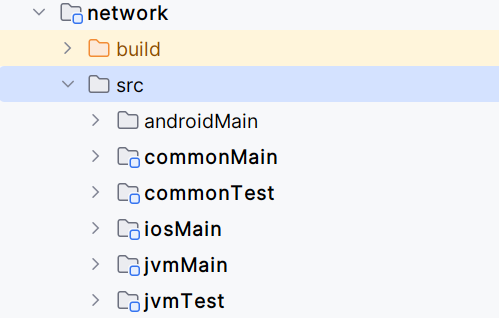 network
build
src
androidMain
commonMain
commonTest
iosMain
jvmMain
jvmTest